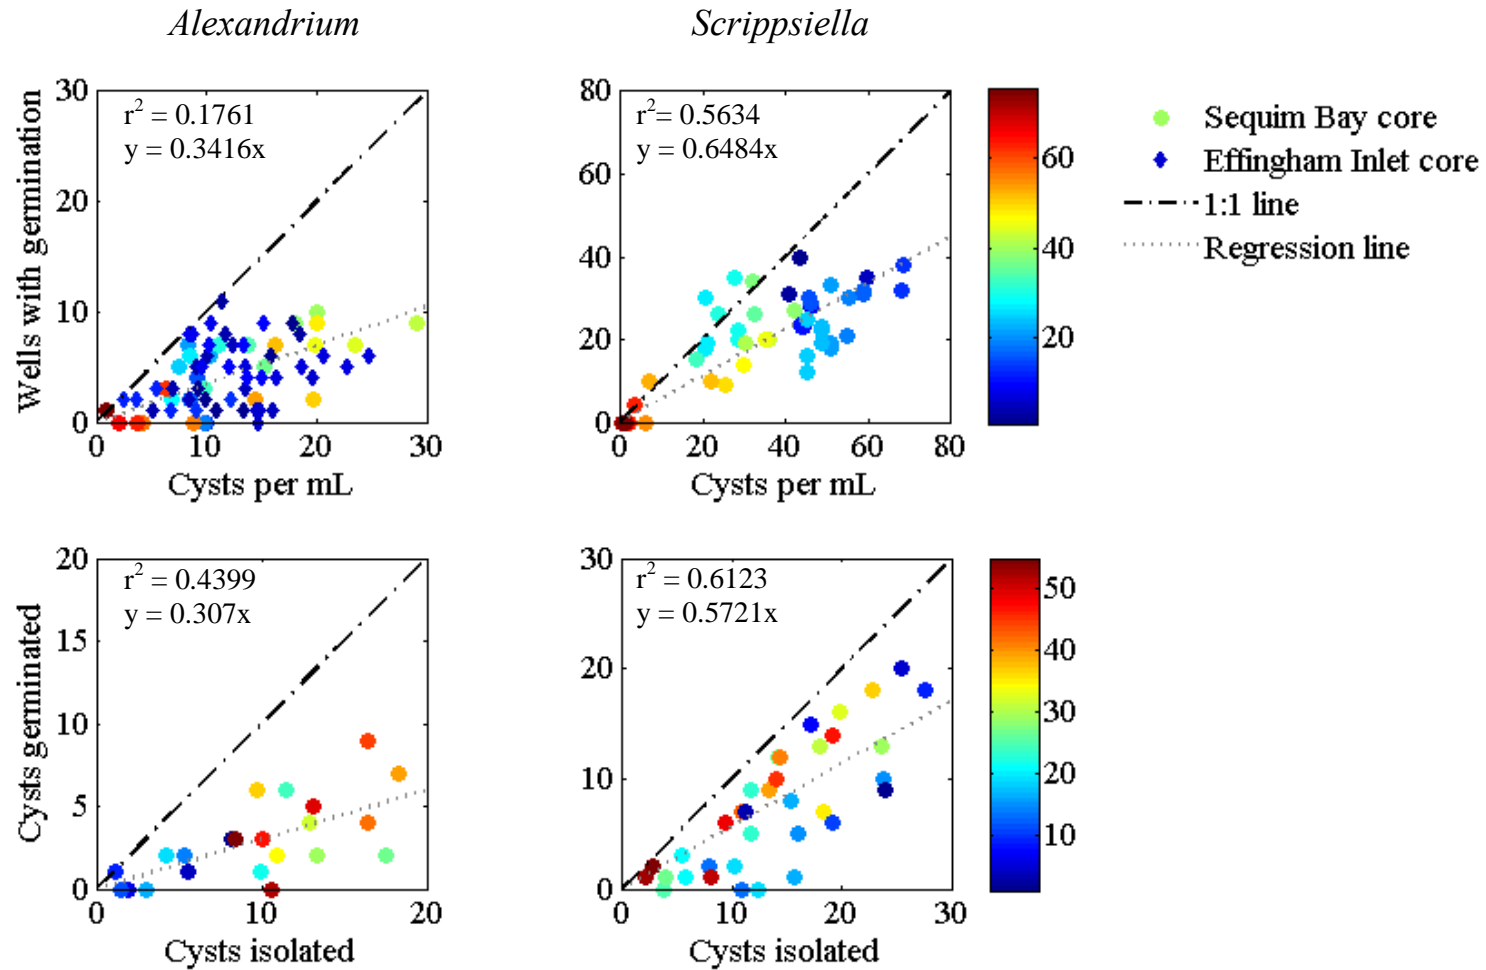 Alexandrium
Scrippsiella
30
20
10
0
0
10
20
30
Wells with germination
Cysts per mL
r² = 0.1761
y = 0.3416x
80
60
40
20
0
0
20
40
60
80
Cysts per mL
r²= 0.5634
y = 0.6484x
60
40
20
Sequim Bay core
Effingham Inlet core
1:1 line
Regression line
20
15
10
5
0
0
10
20
Cysts germinated
Cysts isolated
r² = 0.4399
y = 0.307x
30
20
10
0
0
10
20
30
Cysts isolated
r² = 0.6123
y = 0.5721x
50
40
30
20
10